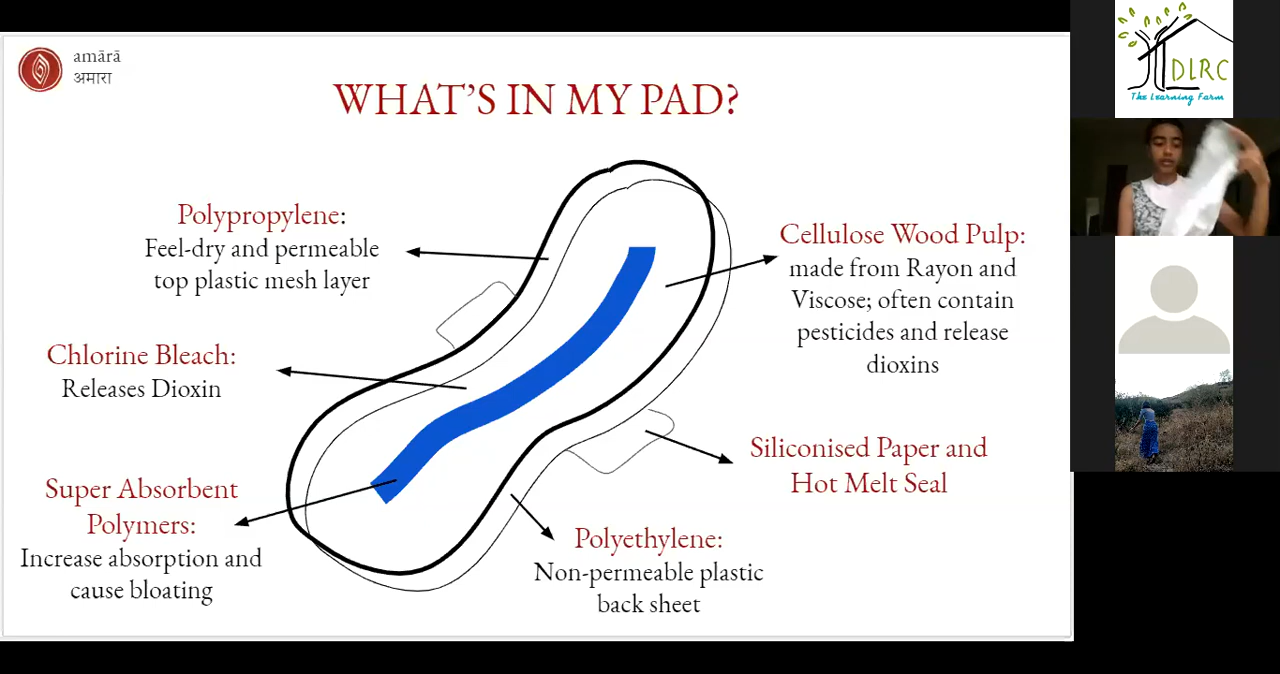 amārā
अमारा
WHAT'S IN MY PAD?
Polypropylene:
Feel-dry and permeable
top plastic mesh layer
Chlorine Bleach:
Releases Dioxin
Super Absorbent
Polymers:
Increase absorption and
cause bloating
Cellulose Wood Pulp:
made from Rayon and
Viscose; often contain
pesticides and release
dioxins
Siliconised Paper and
Hot Melt Seal
Polyethylene:
Non-permeable plastic
back sheet
DLRC
The Learning Farm